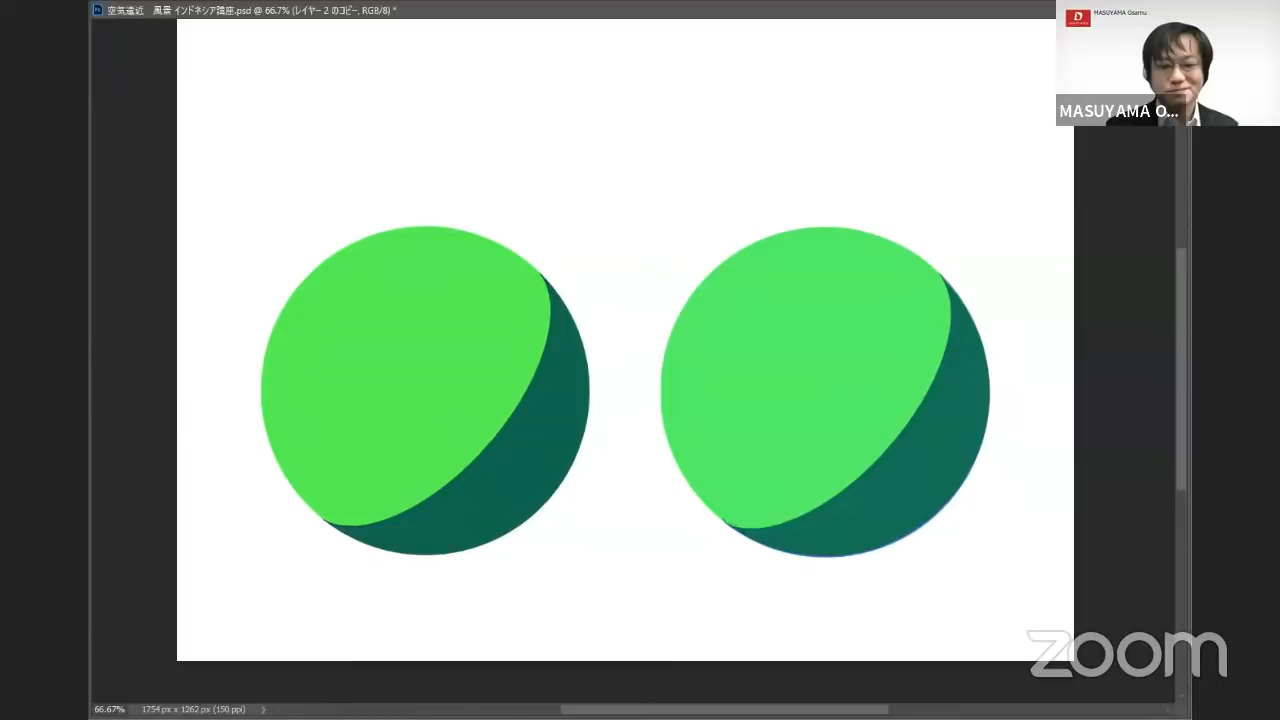 空気遠近 風景 インドネシア講座.psd @ 66.7% (レイヤー 2 のコピー, RGB/8) *
D
MASUYAMA Osamu
MASUYAMA O...
zoom
66.67%
1754 px x 1262 px (150 ppi)